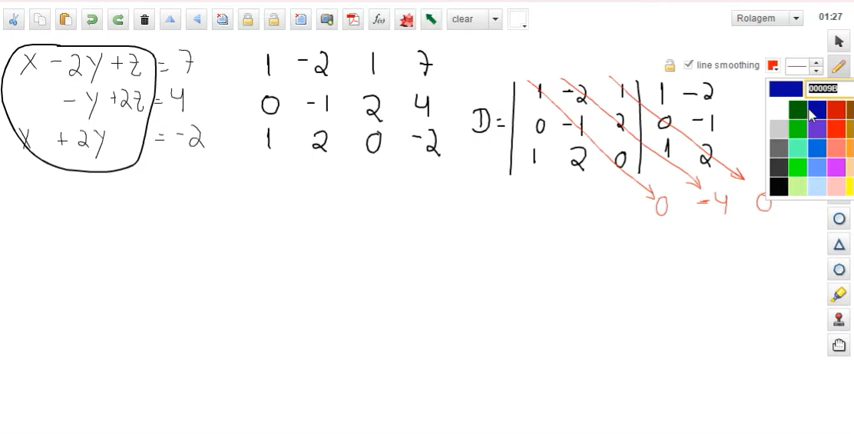 clear
Rolagem
01:27
line smoothing
00009B
x - 2y + z = 7
- y + 2z = 4
x + 2y = -2
1 -2 1 7
0 -1 2 4
1 2 0 -2
D =
1 -2 1 1 -2
0 -1 2 0 -1
1 2 0 1 2
0 -4 0